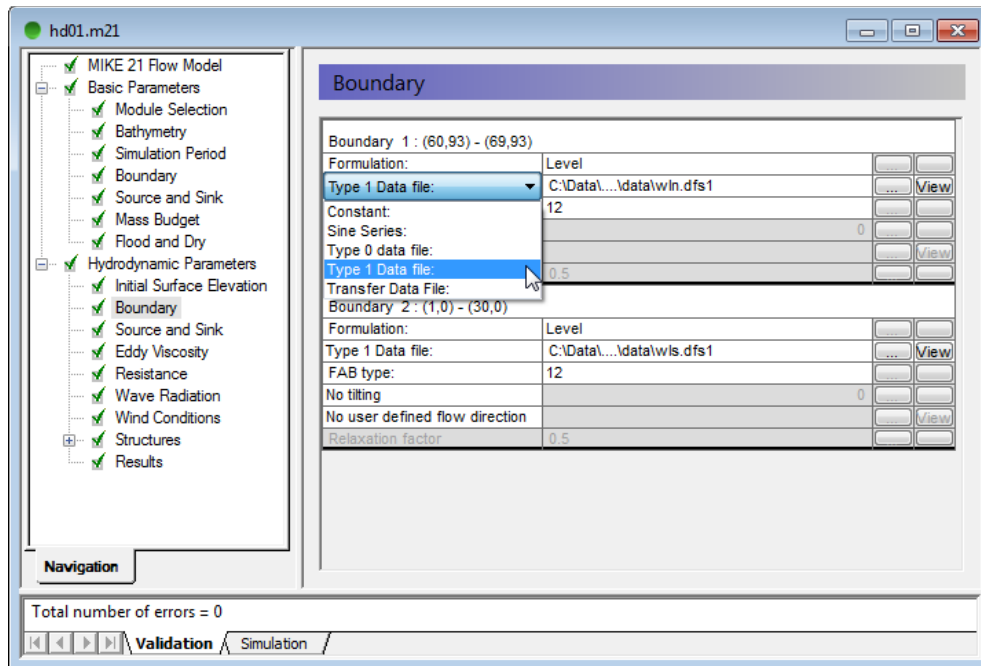 hd01.m21
MIKE 21 Flow Model
Basic Parameters
Module Selection
Bathymetry
Simulation Period
Boundary
Source and Sink
Mass Budget
Flood and Dry
Hydrodynamic Parameters
Initial Surface Elevation
Boundary
Source and Sink
Eddy Viscosity
Resistance
Wave Radiation
Wind Conditions
Structures
Results
Navigation
Boundary
Boundary 1 : (60,93) - (69,93)
Formulation: Level ...
Type 1 Data file: C:\Data\....\data\wln.dfs1 ... View
Constant: 12 ...
Sine Series: 0 ...
Type 0 data file: ... View
Type 1 Data file: 0.5 ...
Transfer Data File:
Boundary 2 : (1,0) - (30,0)
Formulation: Level ...
Type 1 Data file: C:\Data\....\data\wls.dfs1 ... View
FAB type: 12 ...
No tilting 0 ...
No user defined flow direction ... View
Relaxation factor 0.5 ...
Total number of errors = 0
Validation Simulation